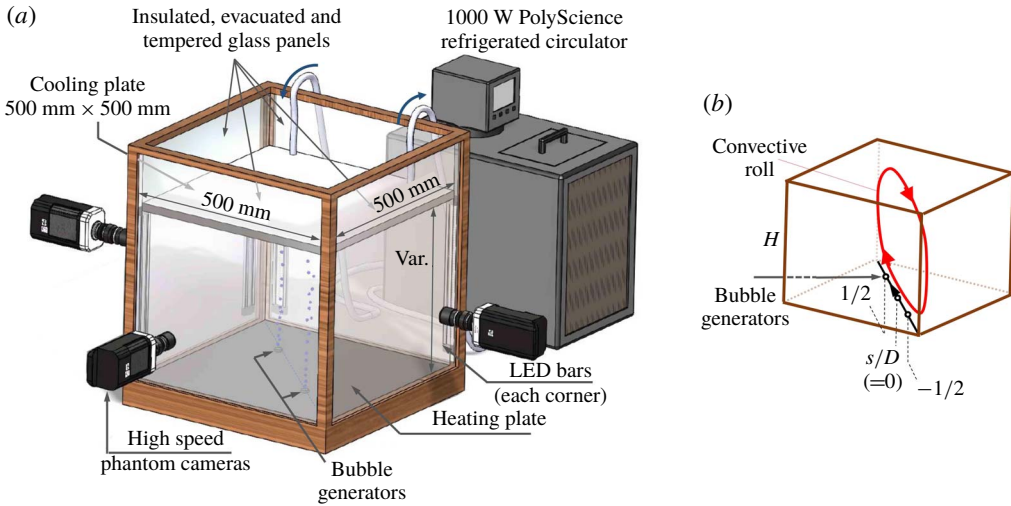 (a)
Insulated, evacuated and
tempered glass panels
1000 W PolyScience
refrigerated circulator
Cooling plate
500 mm × 500 mm
500 mm
500 mm
Var.
LED bars
(each corner)
Heating plate
High speed
phantom cameras
Bubble
generators
(b)
Convective
roll
H
Bubble
generators
1/2
s/D
(=0)
−1/2